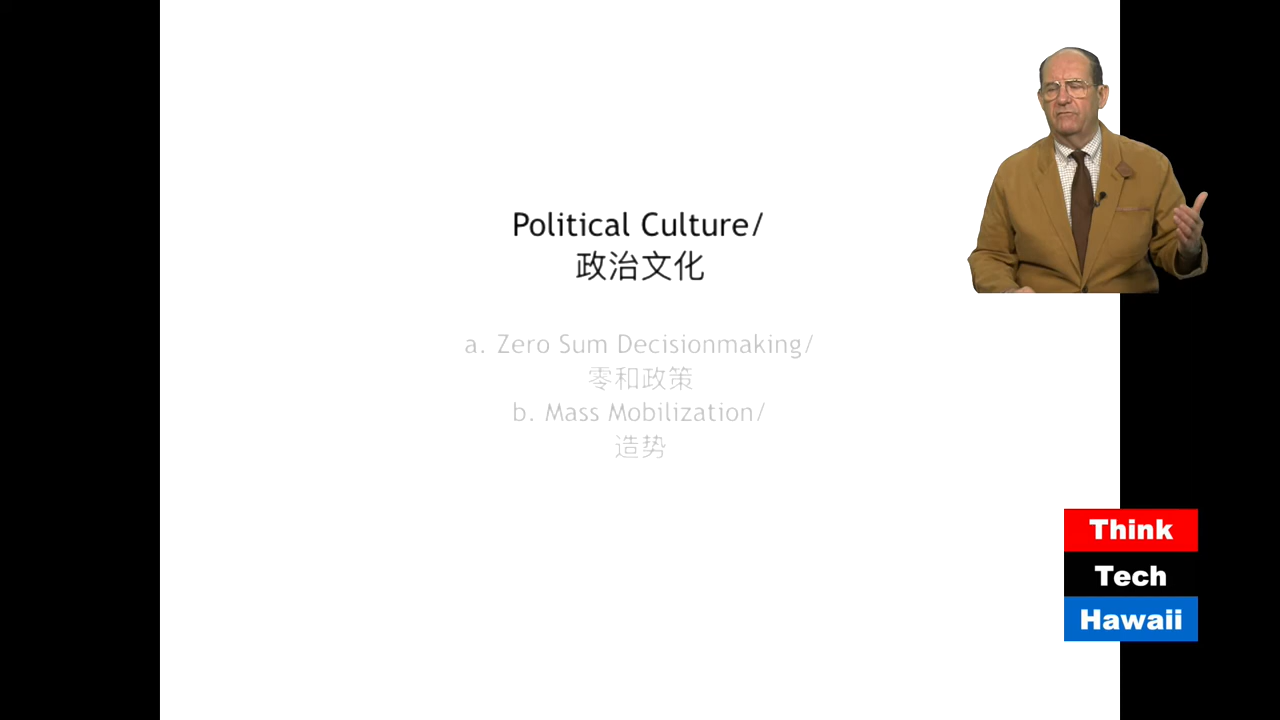 Political Culture/
政治文化
a. Zero Sum Decisionmaking/
零和政策
b. Mass Mobilization/
造势
Think
Tech
Hawaii